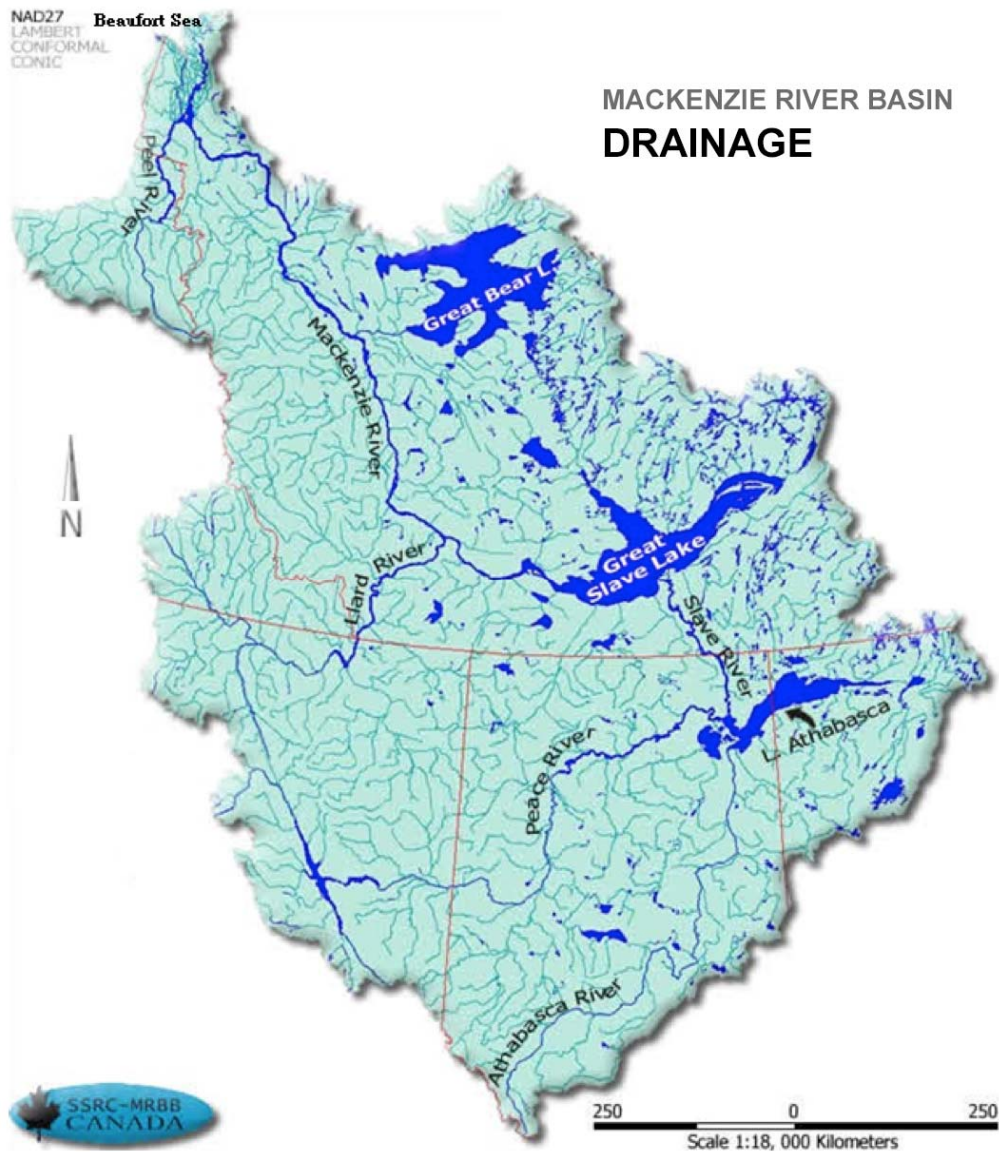 NAD27
LAMBERT
CONFORMAL
CONIC
Beaufort Sea
MACKENZIE RIVER BASIN
DRAINAGE
Peel River
Great Bear L.
Mackenzie River
N
Great
Slave Lake
Liard River
Slave River
L. Athabasca
Peace River
Athabasca River
SSRC-MRBB
CANADA
250 0 250
Scale 1:18, 000 Kilometers